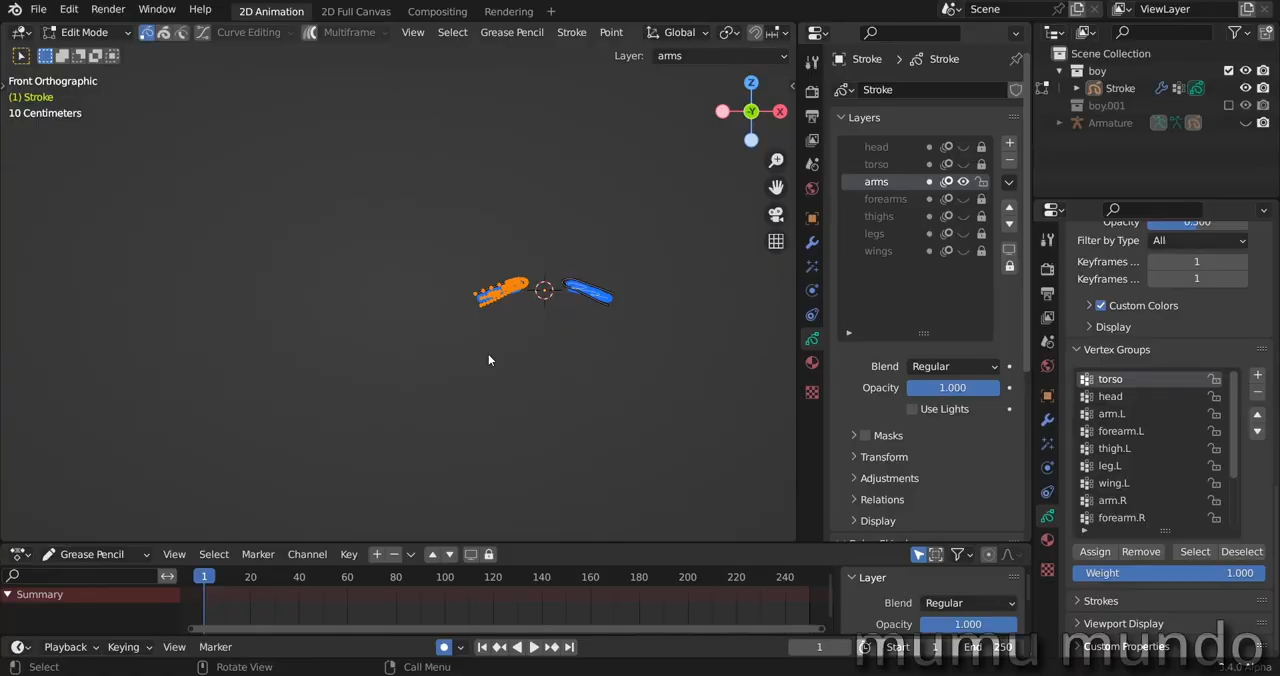 File Edit Render Window Help 2D Animation 2D Full Canvas Compositing Rendering + Scene ViewLayer
Edit Mode Curve Editing Multiframe View Select Grease Pencil Stroke Point Global
Layer: arms
Front Orthographic
(1) Stroke
10 Centimeters
Z
-Y
X
Stroke > Stroke
Stroke
Layers
head
torso
arms
forearms
thighs
legs
wings
Blend Regular
Opacity 1.000
Use Lights
Masks
Transform
Adjustments
Relations
Display
Scene Collection
boy
Stroke
boy.001
Armature
Opacity 0.500
Filter by Type All
Keyframes ... 1
Keyframes ... 1
Custom Colors
Display
Vertex Groups
torso
head
arm.L
forearm.L
thigh.L
leg.L
wing.L
arm.R
forearm.R
Assign Remove Select Deselect
Weight 1.000
Strokes
Viewport Display
Custom Properties
Grease Pencil View Select Marker Channel Key
1 20 40 60 80 100 120 140 160 180 200 220 240
Summary
Layer
Blend Regular
Opacity 1.000
Playback Keying View Marker 1 Start 1 End 250
Select Rotate View Call Menu
3.4.0 Alpha
mumu mundo